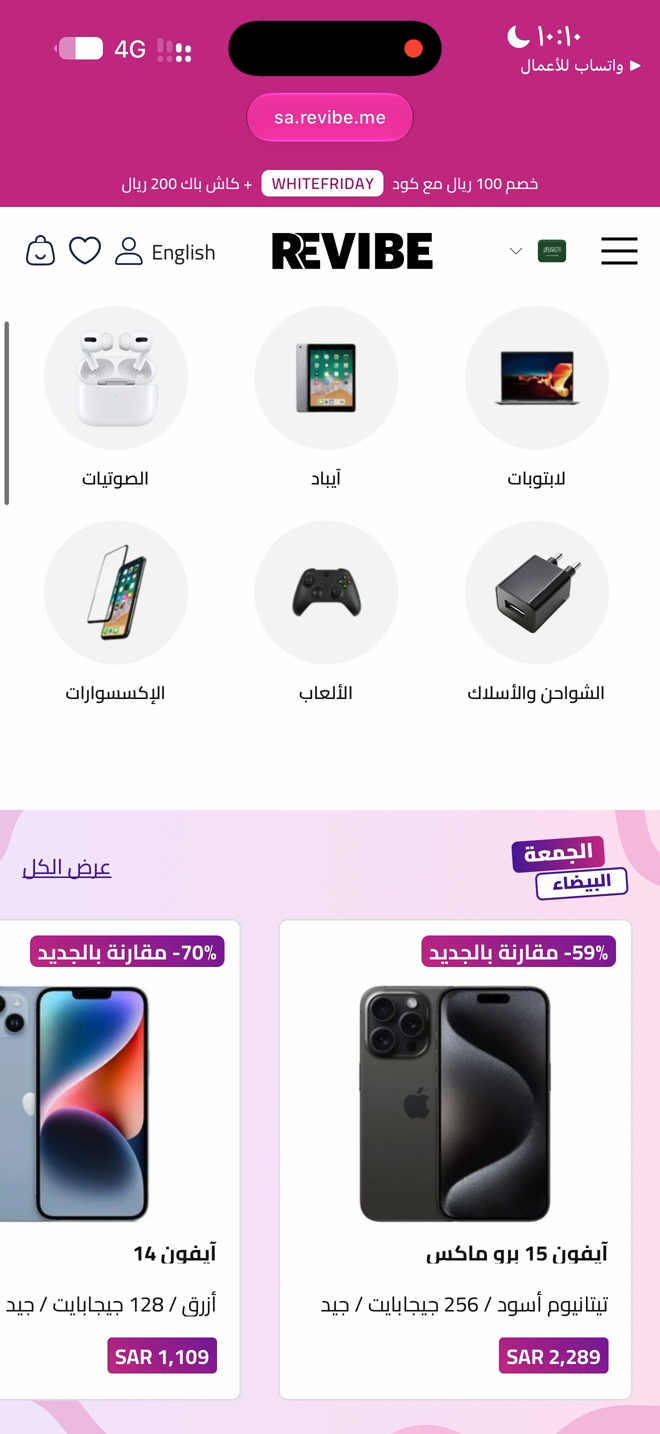 ١٠:١٠
4G
◀ واتساب للأعمال
sa.revibe.me
خصم 100 ريال مع كود WHITEFRIDAY + كاش باك 200 ريال
REVIBE
English
لابتوبات
آيباد
الصوتيات
الشواحن والأسلاك
الألعاب
الإكسسوارات
الجمعة
البيضاء
عرض الكل
-59% مقارنة بالجديد
آيفون 15 برو ماكس
تيتانيوم أسود / 256 جيجابايت / جيد
SAR 2,289
-70% مقارنة بالجديد
آيفون 14
أزرق / 128 جيجابايت / جيد
SAR 1,109